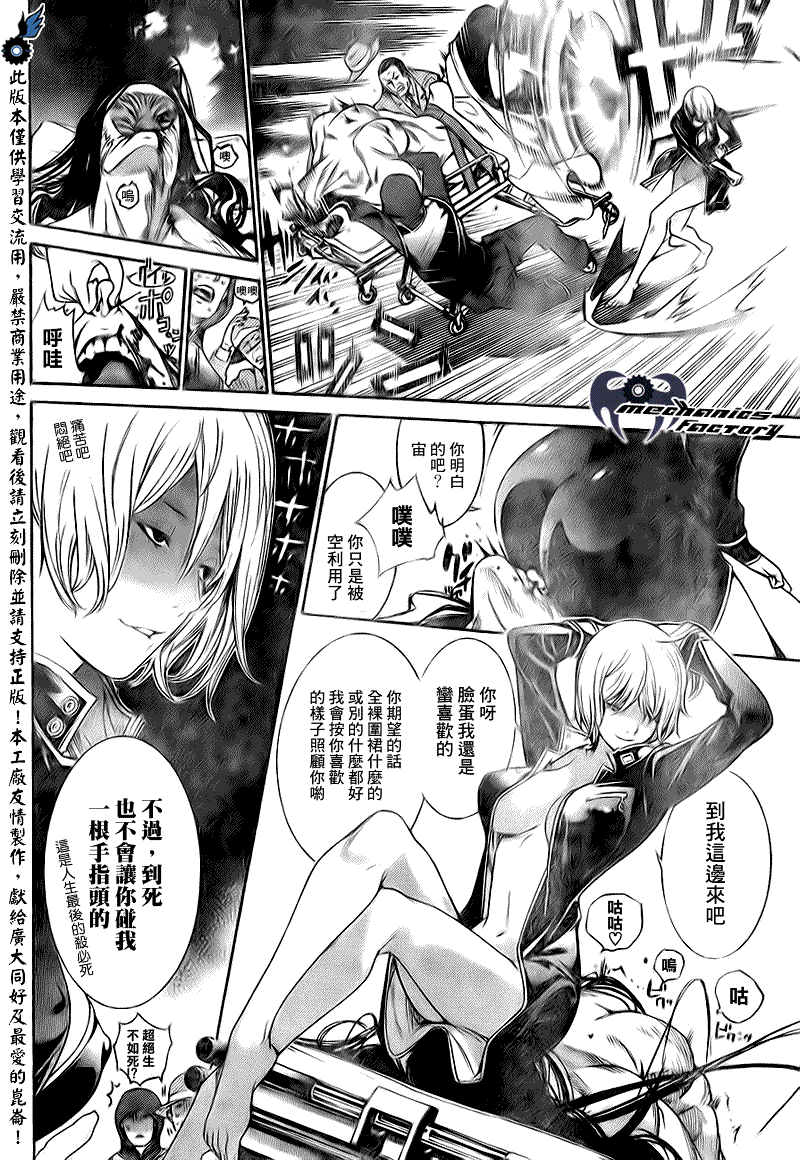 此版本僅供學習交流用，嚴禁商業用途，觀看後請立刻刪除並請支持正版！本工廠友情製作，獻給廣大同好及最愛的崑崙！
噢
嗚
噢噢
呼哇
mechanics
factory
你明白
的吧？
宙
噗噗
你只是被
空利用了
痛苦吧
悶絕吧
你呀
臉蛋我還是
蠻喜歡的
你期望的話
全裸圍裙什麼的
或別的什麼都好
我會按你喜歡
的樣子照顧你喲
到我這邊來吧
不過，到死
也不會讓你碰我
一根手指頭的
這是人生最後的殺必死
咕
咕♡
嗚
咕
超絕生
不如死!?